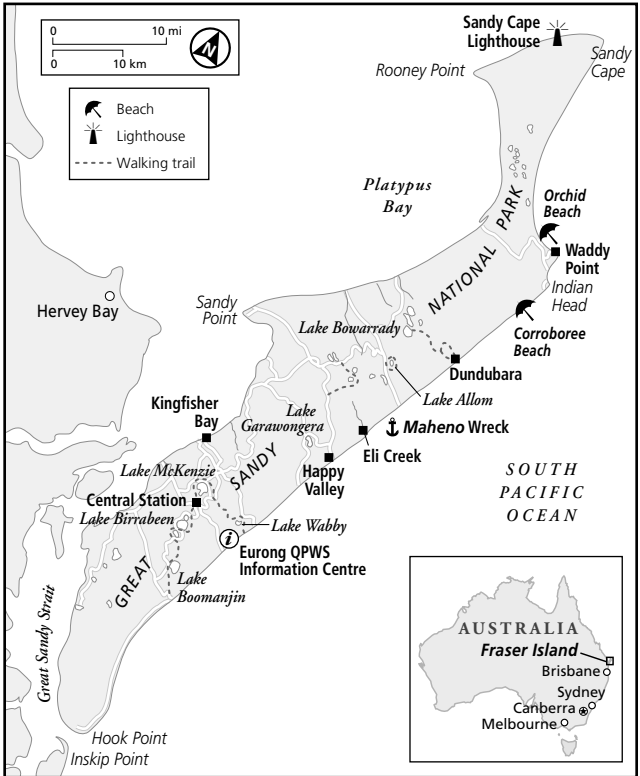 0 10 mi
0 10 km
N
Beach
Lighthouse
Walking trail
Sandy Cape
Lighthouse
Sandy
Cape
Rooney Point
Platypus
Bay
Orchid
Beach
Waddy
Point
Indian
Head
Corroboree
Beach
Hervey Bay
Sandy
Point
Lake Bowarrady
Dundubara
Lake Allom
Kingfisher
Bay
Lake
Garawongera
Maheno Wreck
Eli Creek
Happy
Valley
Lake McKenzie
Central Station
Lake Birrabeen
Lake Wabby
i
Eurong QPWS
Information Centre
Lake
Boomanjin
GREAT SANDY NATIONAL PARK
SOUTH
PACIFIC
OCEAN
Great Sandy Strait
Hook Point
Inskip Point
AUSTRALIA
Fraser Island
Brisbane
Sydney
Canberra
Melbourne